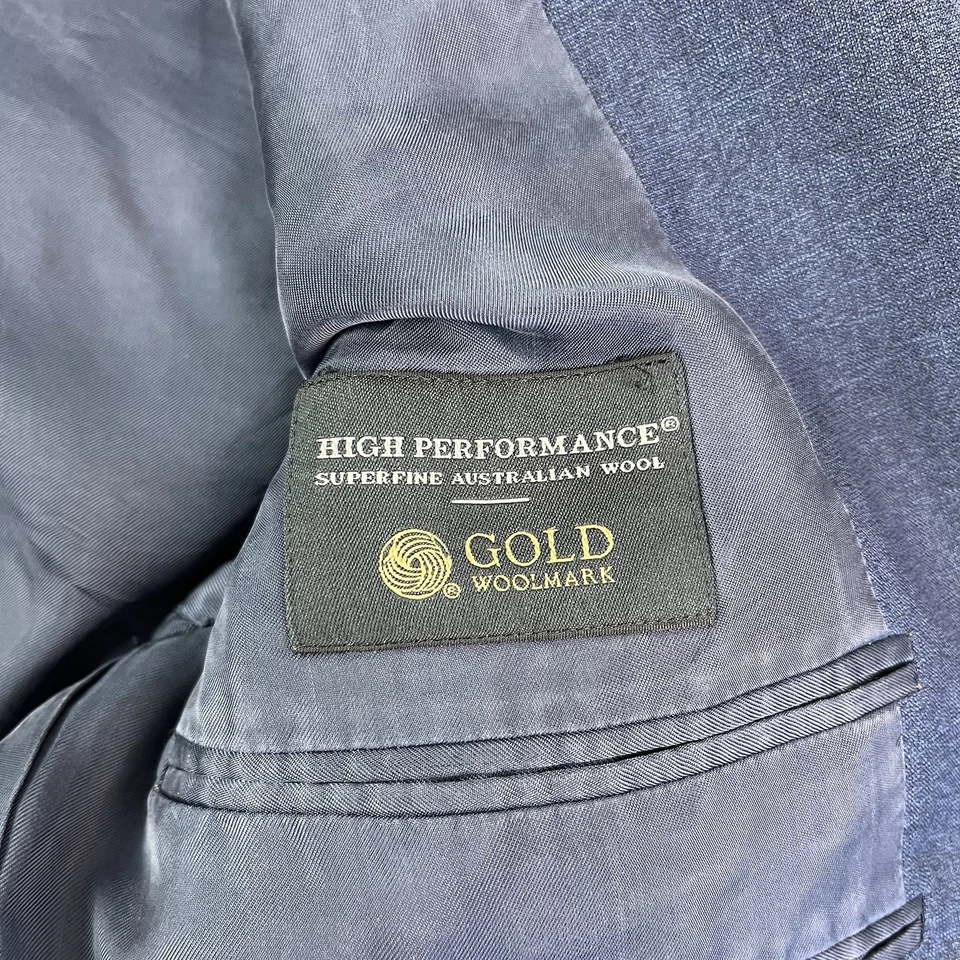 HIGH PERFORMANCE®
SUPERFINE AUSTRALIAN WOOL
GOLD
WOOLMARK
®